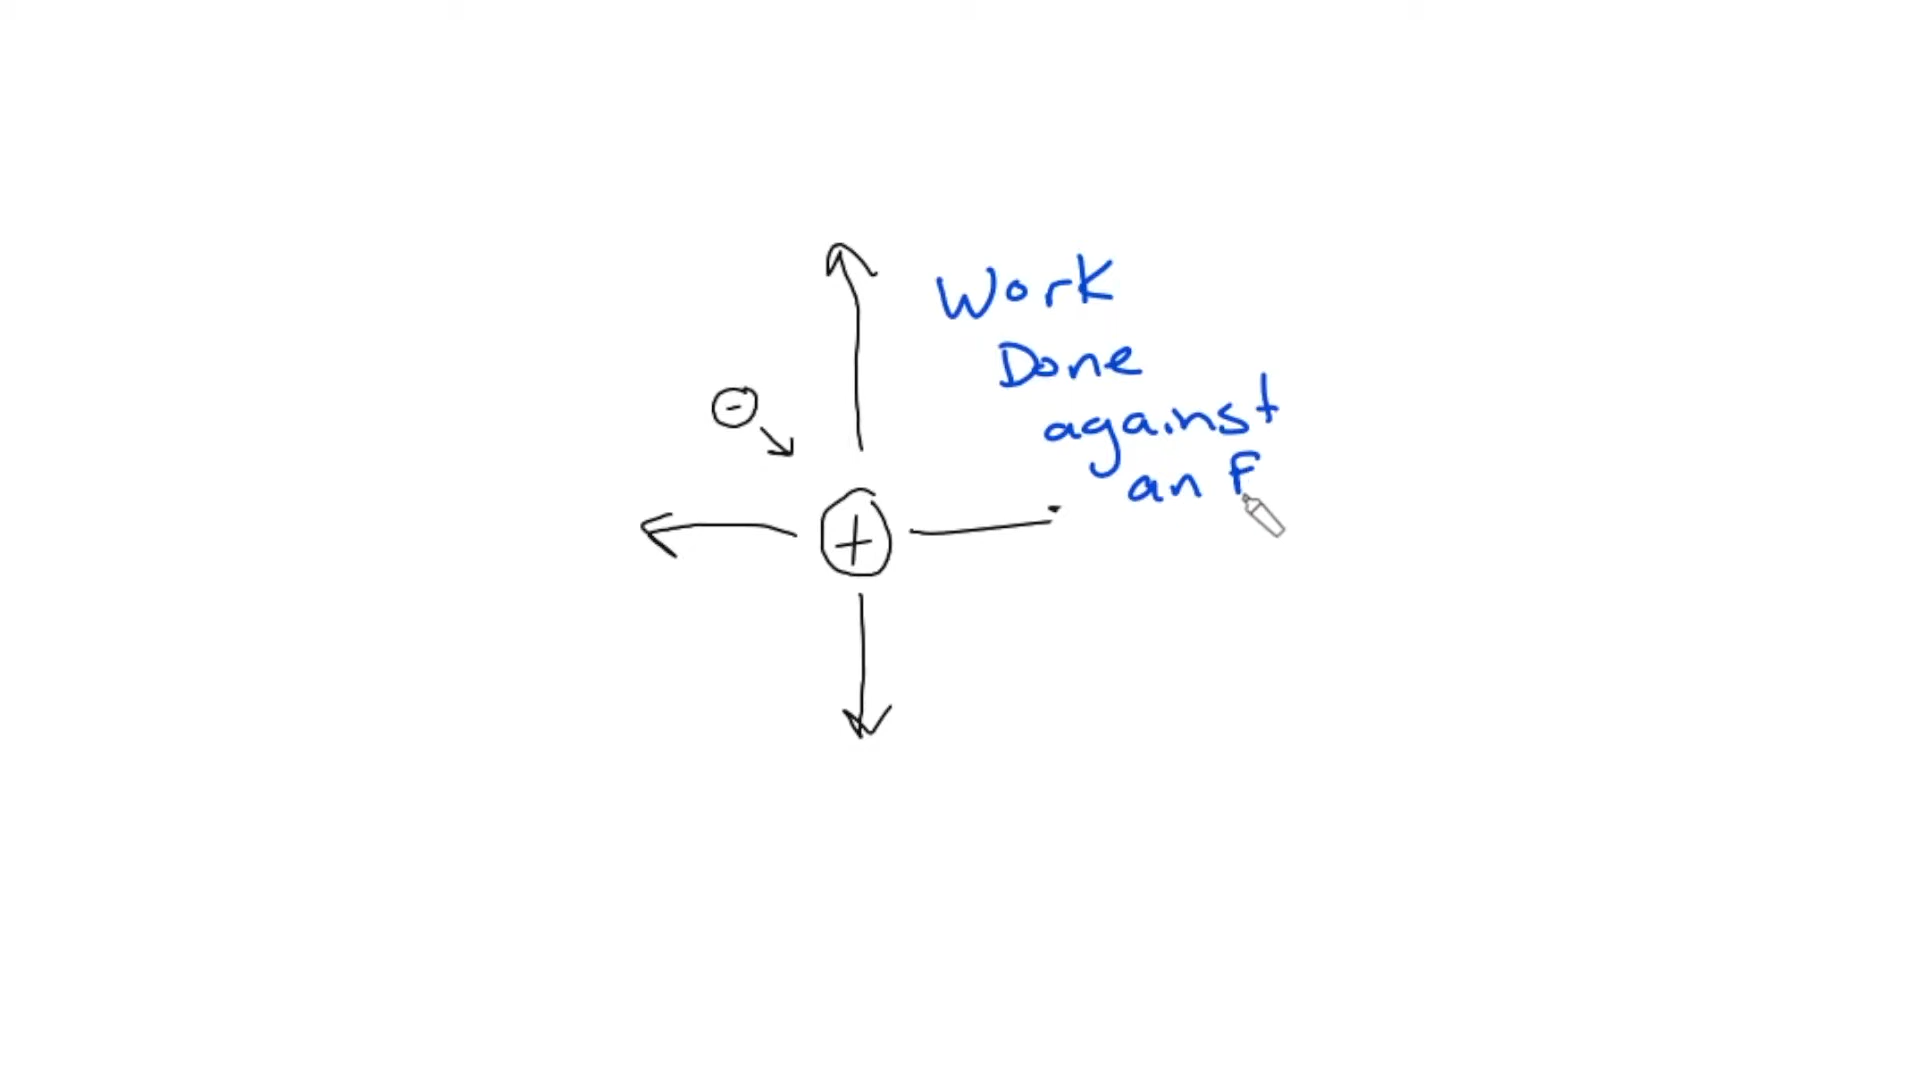 Work
Done
against
an F
-
+